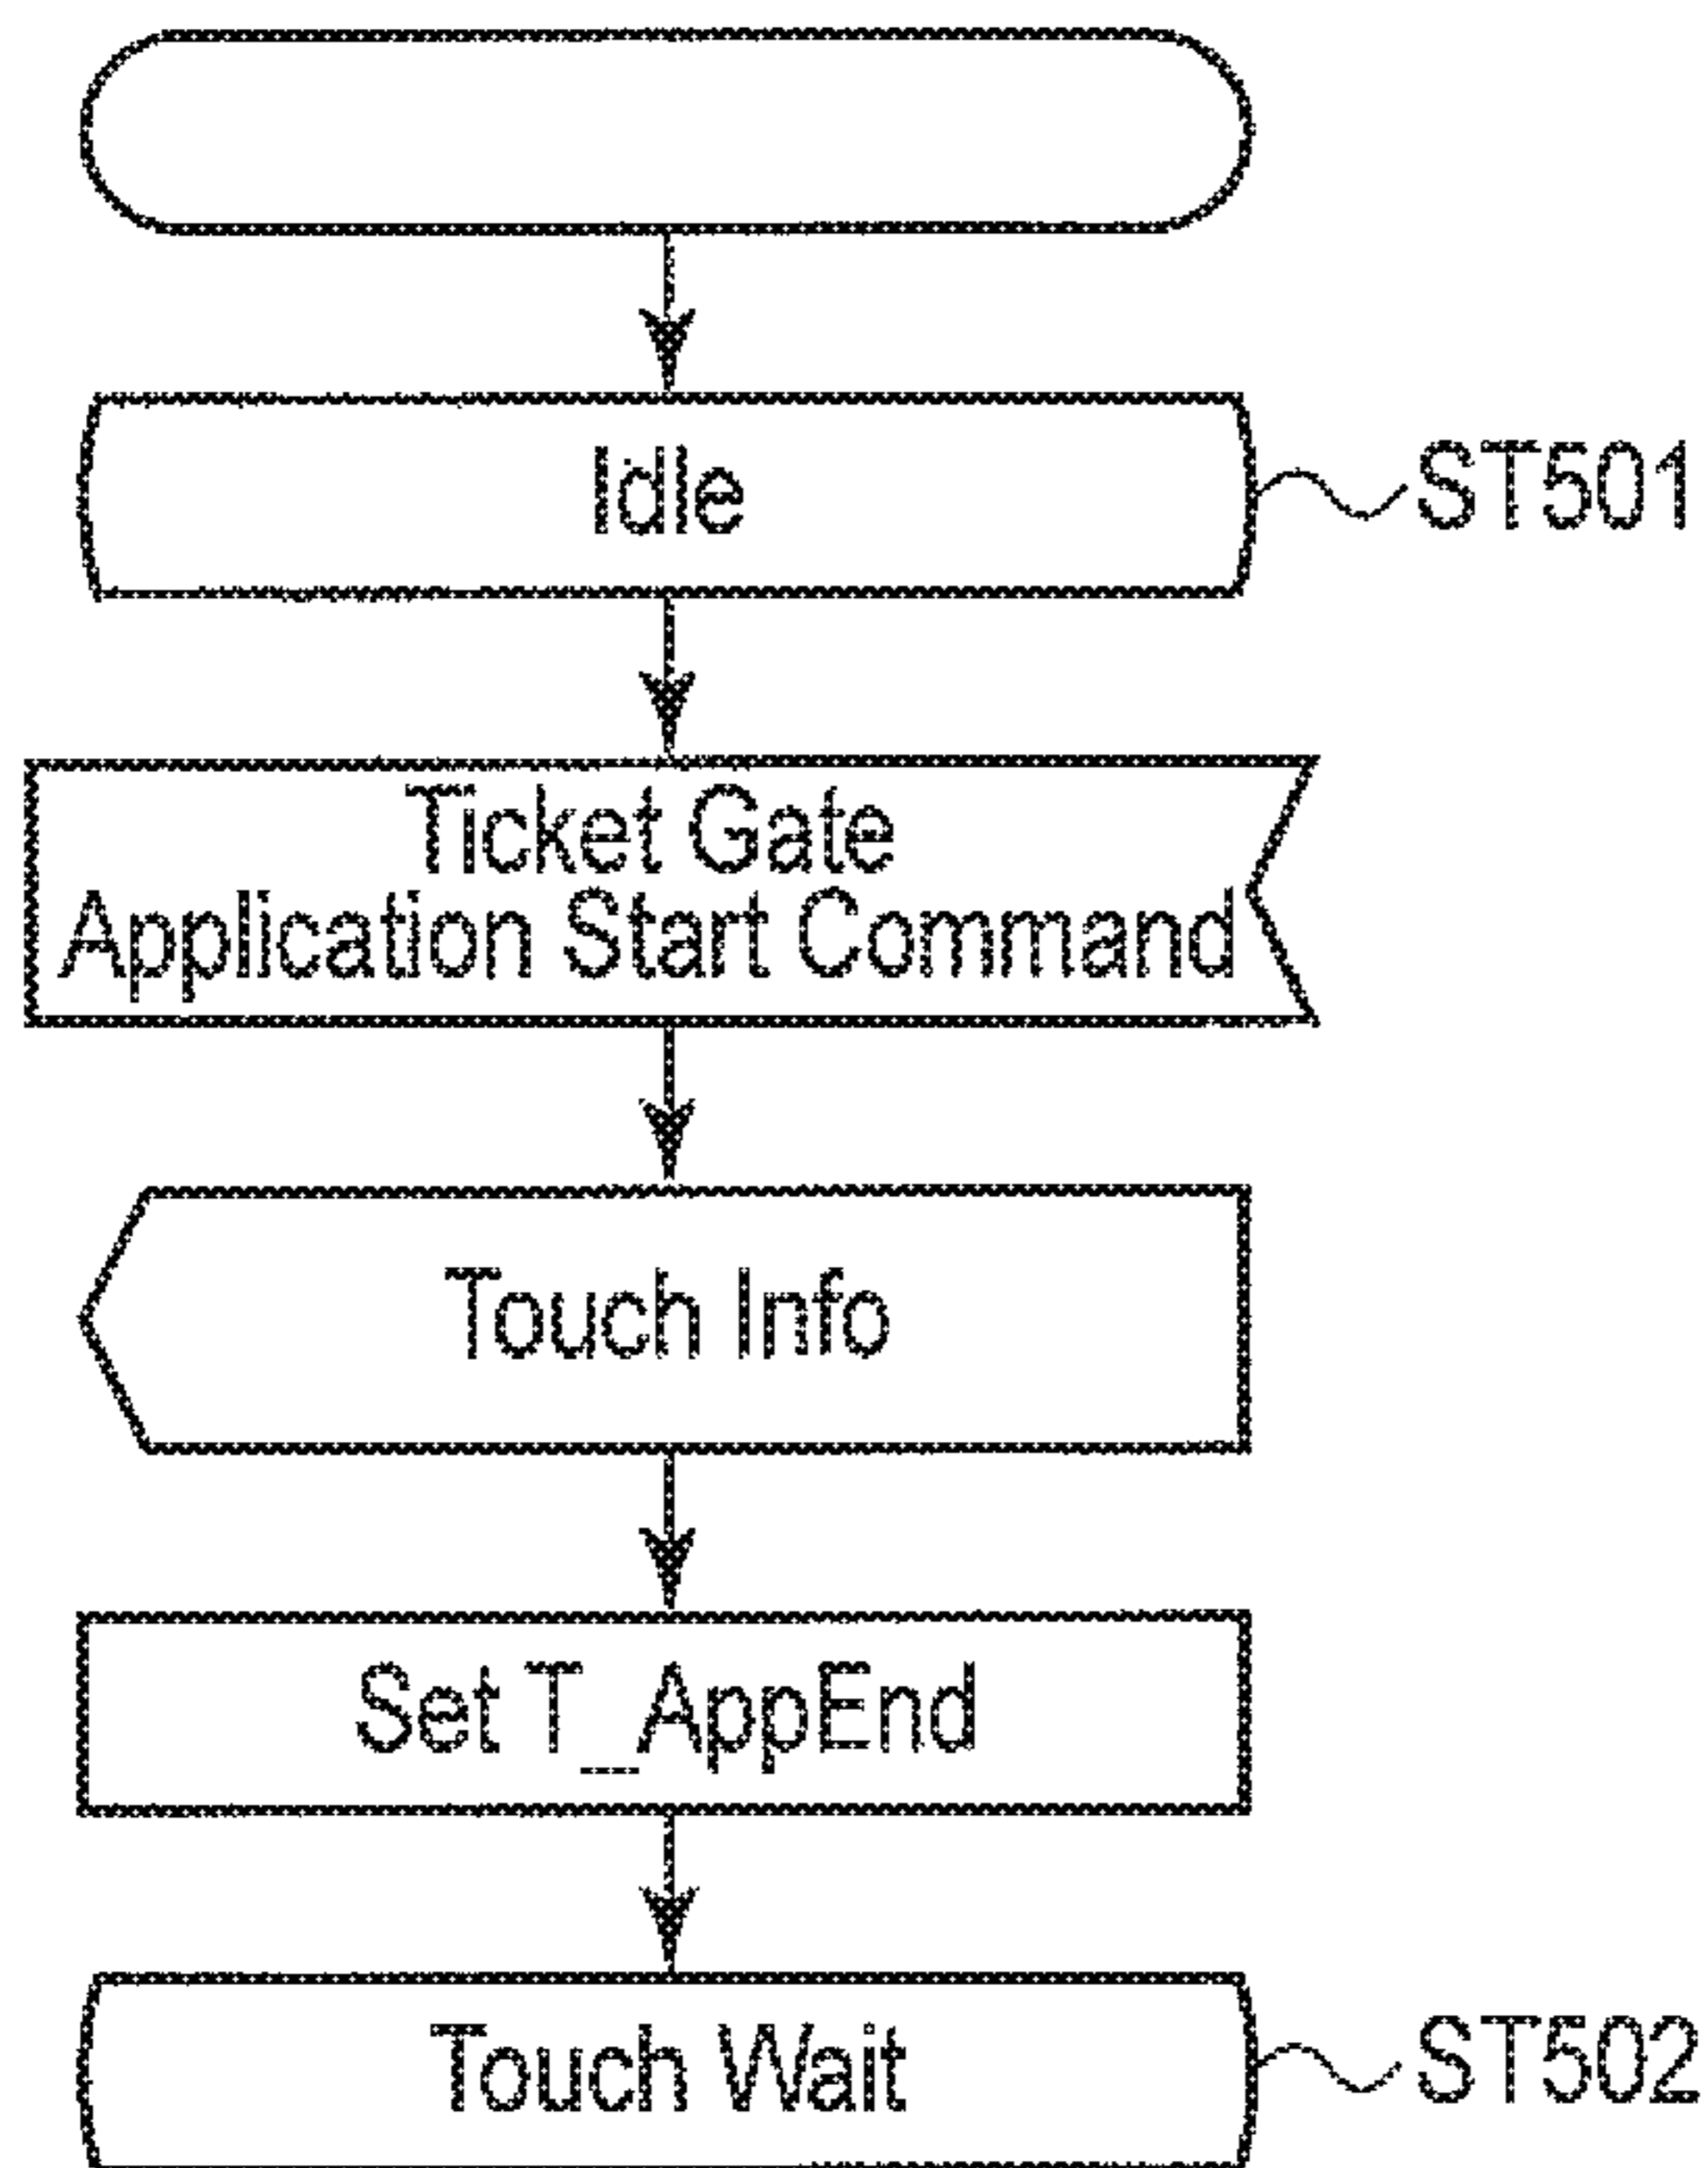 Idle
ST501
Ticket Gate
Application Start Command
Touch Info
Set T_AppEnd
Touch Wait
ST502